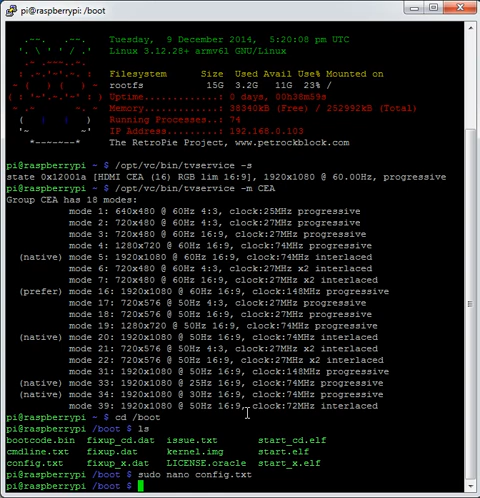 pi@raspberrypi: /boot
Tuesday, 9 December 2014, 5:20:08 pm UTC
Linux 3.12.28+ armv6l GNU/Linux
Filesystem Size Used Avail Use% Mounted on
rootfs 15G 3.2G 11G 23% /
Uptime.............: 0 days, 00h38m59s
Memory.............: 38340kB (Free) / 252992kB (Total)
Running Processes..: 74
IP Address.........: 192.168.0.103
The RetroPie Project, www.petrockblock.com
pi@raspberrypi ~ $ /opt/vc/bin/tvservice -s
state 0x12001a [HDMI CEA (16) RGB lim 16:9], 1920x1080 @ 60.00Hz, progressive
pi@raspberrypi ~ $ /opt/vc/bin/tvservice -m CEA
Group CEA has 18 modes:
mode 1: 640x480 @ 60Hz 4:3, clock:25MHz progressive
mode 2: 720x480 @ 60Hz 4:3, clock:27MHz progressive
mode 3: 720x480 @ 60Hz 16:9, clock:27MHz progressive
mode 4: 1280x720 @ 60Hz 16:9, clock:74MHz progressive
(native) mode 5: 1920x1080 @ 60Hz 16:9, clock:74MHz interlaced
mode 6: 720x480 @ 60Hz 4:3, clock:27MHz x2 interlaced
mode 7: 720x480 @ 60Hz 16:9, clock:27MHz x2 interlaced
(prefer) mode 16: 1920x1080 @ 60Hz 16:9, clock:148MHz progressive
mode 17: 720x576 @ 50Hz 4:3, clock:27MHz progressive
mode 18: 720x576 @ 50Hz 16:9, clock:27MHz progressive
mode 19: 1280x720 @ 50Hz 16:9, clock:74MHz progressive
(native) mode 20: 1920x1080 @ 50Hz 16:9, clock:74MHz interlaced
mode 21: 720x576 @ 50Hz 4:3, clock:27MHz x2 interlaced
mode 22: 720x576 @ 50Hz 16:9, clock:27MHz x2 interlaced
mode 31: 1920x1080 @ 50Hz 16:9, clock:148MHz progressive
(native) mode 33: 1920x1080 @ 25Hz 16:9, clock:74MHz progressive
(native) mode 34: 1920x1080 @ 30Hz 16:9, clock:74MHz progressive
mode 39: 1920x1080 @ 50Hz 16:9, clock:72MHz interlaced
pi@raspberrypi ~ $ cd /boot
pi@raspberrypi /boot $ ls
bootcode.bin fixup_cd.dat issue.txt start_cd.elf
cmdline.txt fixup.dat kernel.img start.elf
config.txt fixup_x.dat LICENSE.oracle start_x.elf
pi@raspberrypi /boot $ sudo nano config.txt
pi@raspberrypi /boot $